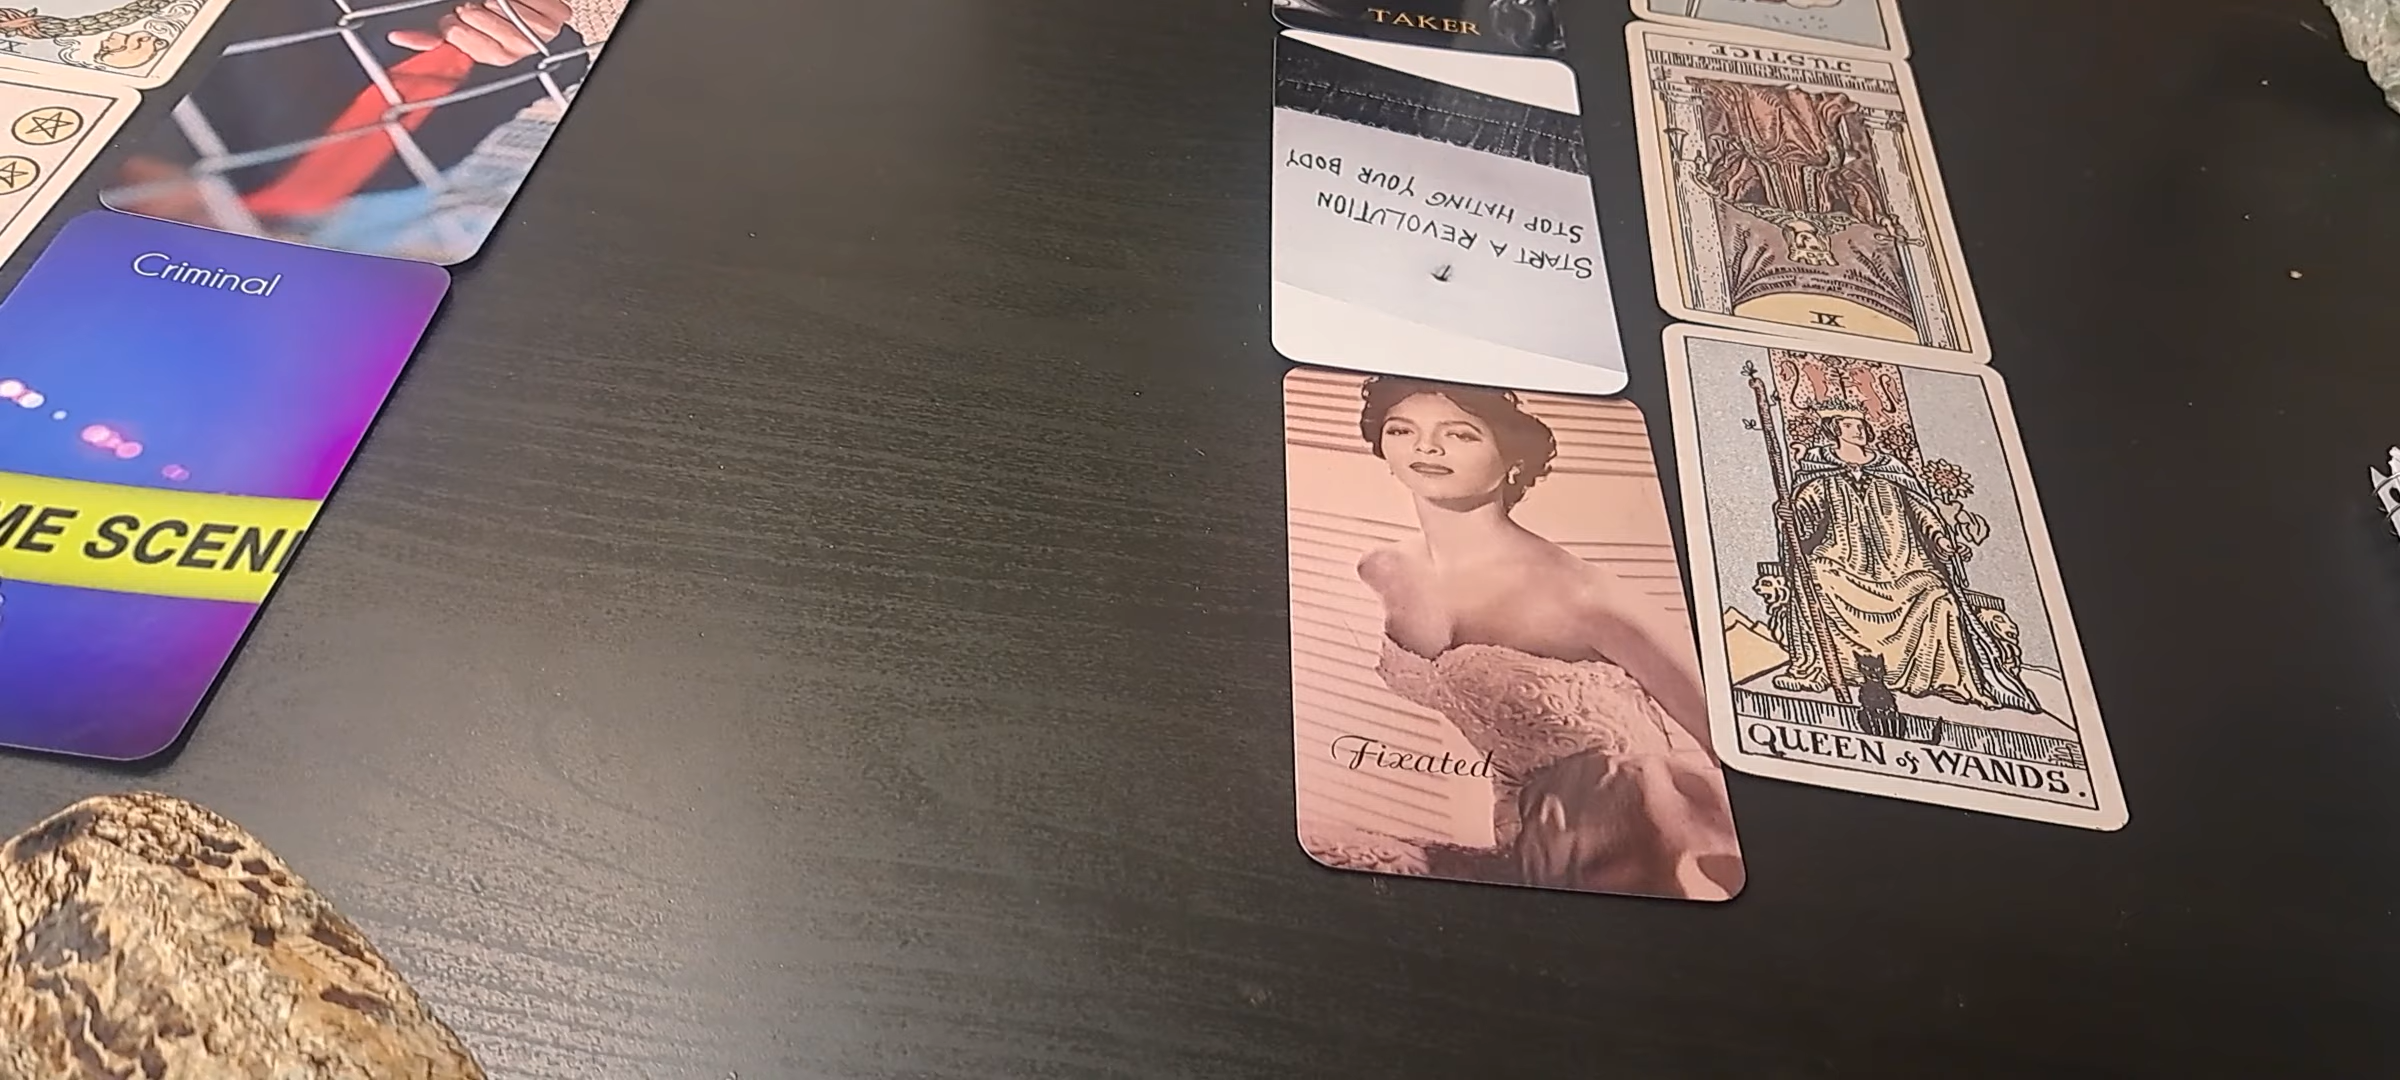 TAKER
JUSTICE.
START A REVOLUTION
STOP HATING YOUR BODY
XI
Criminal
ME SCEN
Fixated
QUEEN of WANDS.